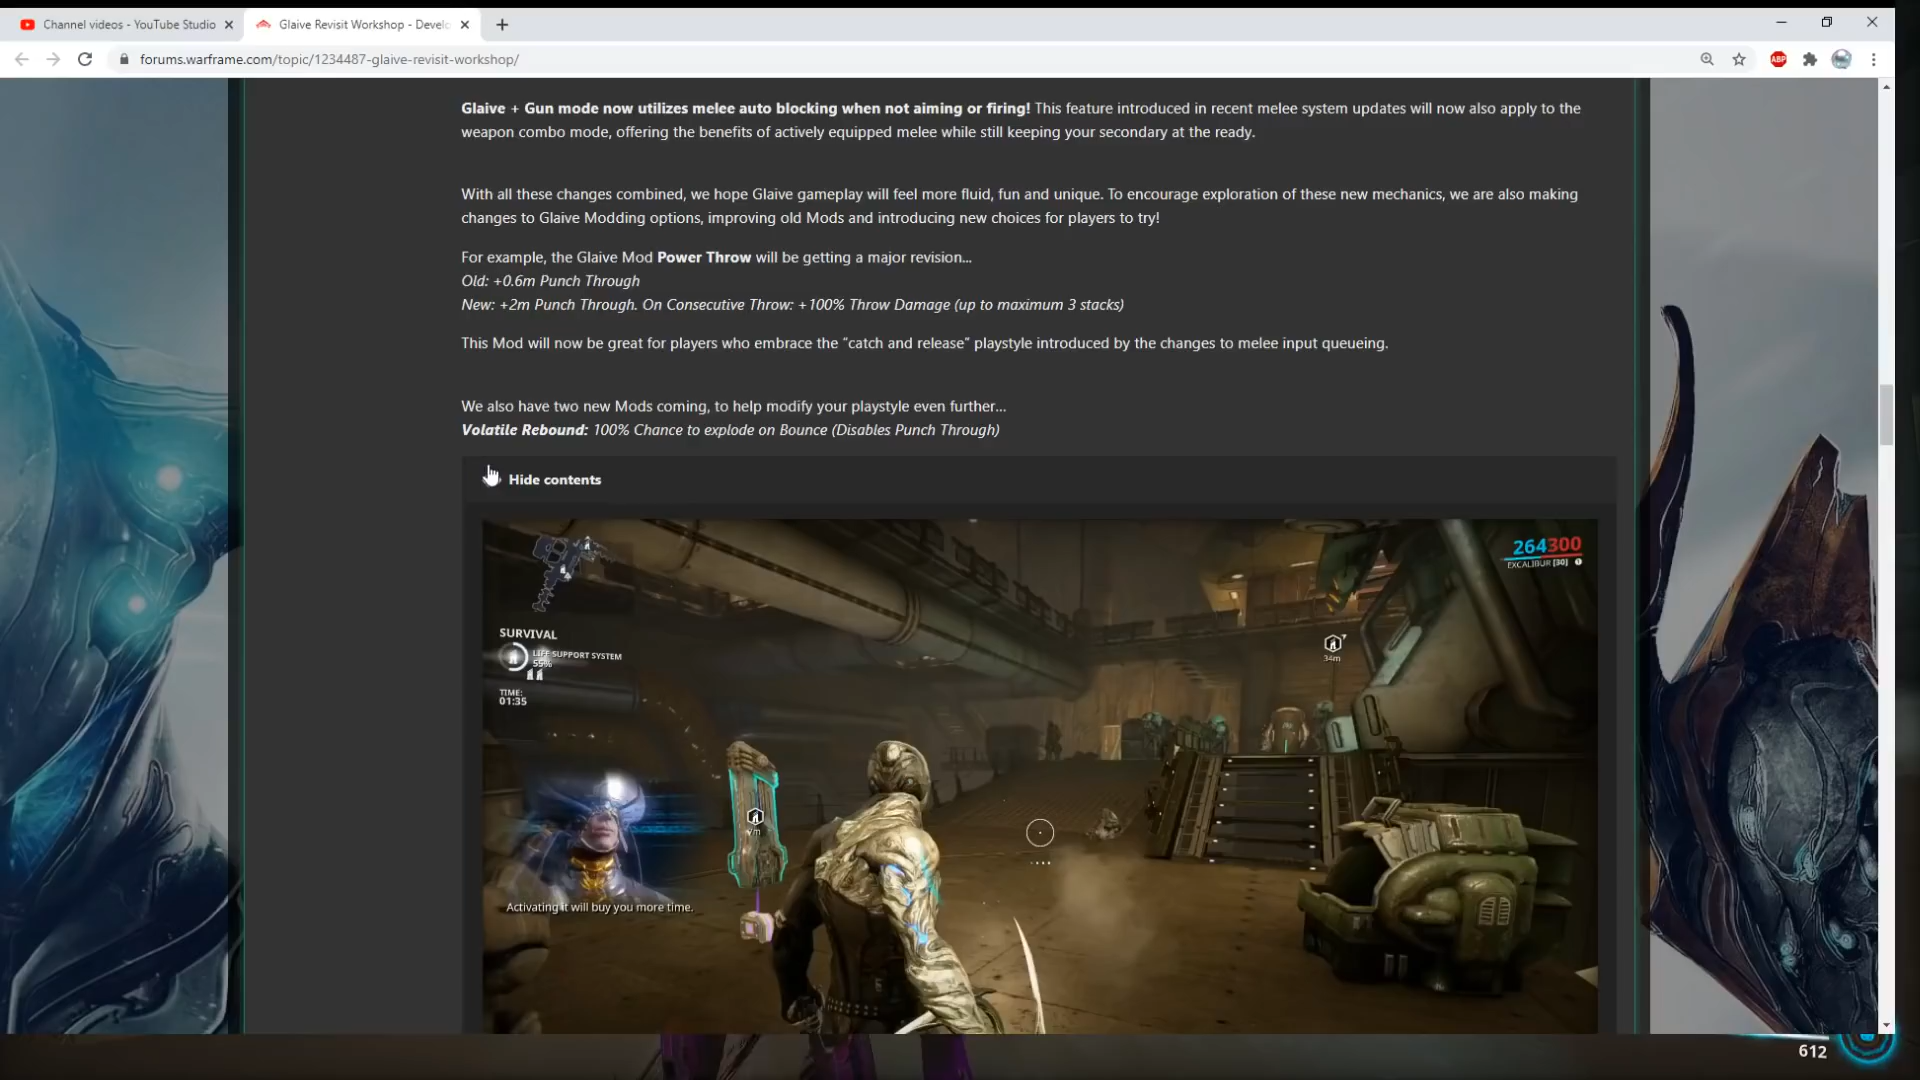 Channel videos - YouTube Studio
Glaive Revisit Workshop - Develo
forums.warframe.com/topic/1234487-glaive-revisit-workshop/
ABP
Glaive + Gun mode now utilizes melee auto blocking when not aiming or firing! This feature introduced in recent melee system updates will now also apply to the
weapon combo mode, offering the benefits of actively equipped melee while still keeping your secondary at the ready.
With all these changes combined, we hope Glaive gameplay will feel more fluid, fun and unique. To encourage exploration of these new mechanics, we are also making
changes to Glaive Modding options, improving old Mods and introducing new choices for players to try!
For example, the Glaive Mod Power Throw will be getting a major revision...
Old: +0.6m Punch Through
New: +2m Punch Through. On Consecutive Throw: +100% Throw Damage (up to maximum 3 stacks)
This Mod will now be great for players who embrace the “catch and release” playstyle introduced by the changes to melee input queueing.
We also have two new Mods coming, to help modify your playstyle even further...
Volatile Rebound: 100% Chance to explode on Bounce (Disables Punch Through)
Hide contents
264300
EXCALIBUR [30]
SURVIVAL
LIFE SUPPORT SYSTEM
55%
TIME:
01:35
34m
7m
Activating it will buy you more time.
612